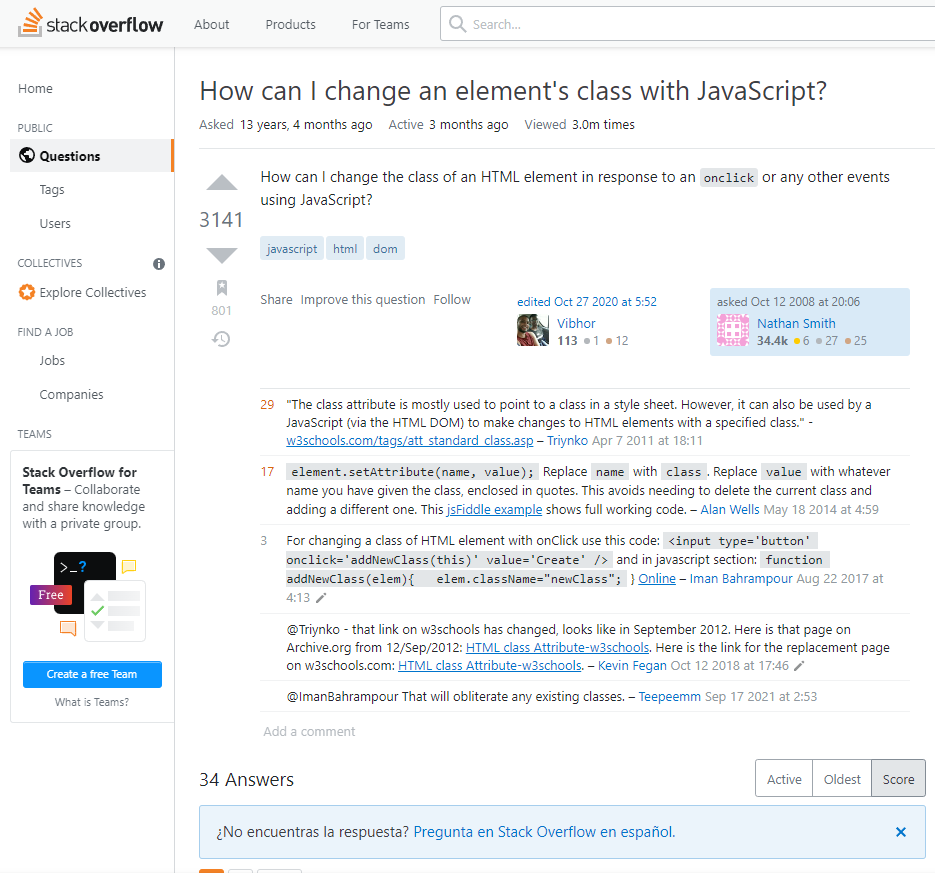 stack overflow
About
Products
For Teams
Search...
Home
PUBLIC
Questions
Tags
Users
COLLECTIVES
Explore Collectives
FIND A JOB
Jobs
Companies
TEAMS
Stack Overflow for
Teams – Collaborate
and share knowledge
with a private group.
>_?
Free
Create a free Team
What is Teams?
How can I change an element's class with JavaScript?
Asked 13 years, 4 months ago Active 3 months ago Viewed 3.0m times
3141
801
How can I change the class of an HTML element in response to an onclick or any other events
using JavaScript?
javascript html dom
Share Improve this question Follow
edited Oct 27 2020 at 5:52
Vibhor
113 1 12
asked Oct 12 2008 at 20:06
Nathan Smith
34.4k 6 27 25
29 "The class attribute is mostly used to point to a class in a style sheet. However, it can also be used by a
JavaScript (via the HTML DOM) to make changes to HTML elements with a specified class." -
w3schools.com/tags/att_standard_class.asp – Triynko Apr 7 2011 at 18:11
17 element.setAttribute(name, value); Replace name with class. Replace value with whatever
name you have given the class, enclosed in quotes. This avoids needing to delete the current class and
adding a different one. This jsFiddle example shows full working code. – Alan Wells May 18 2014 at 4:59
3 For changing a class of HTML element with onClick use this code: <input type='button'
onclick='addNewClass(this)' value='Create' /> and in javascript section: function
addNewClass(elem){ elem.className="newClass"; } Online – Iman Bahrampour Aug 22 2017 at
4:13
@Triynko - that link on w3schools has changed, looks like in September 2012. Here is that page on
Archive.org from 12/Sep/2012: HTML class Attribute-w3schools. Here is the link for the replacement page
on w3schools.com: HTML class Attribute-w3schools. – Kevin Fegan Oct 12 2018 at 17:46
@ImanBahrampour That will obliterate any existing classes. – Teepeemm Sep 17 2021 at 2:53
Add a comment
34 Answers
Active Oldest Score
¿No encuentras la respuesta? Pregunta en Stack Overflow en español.